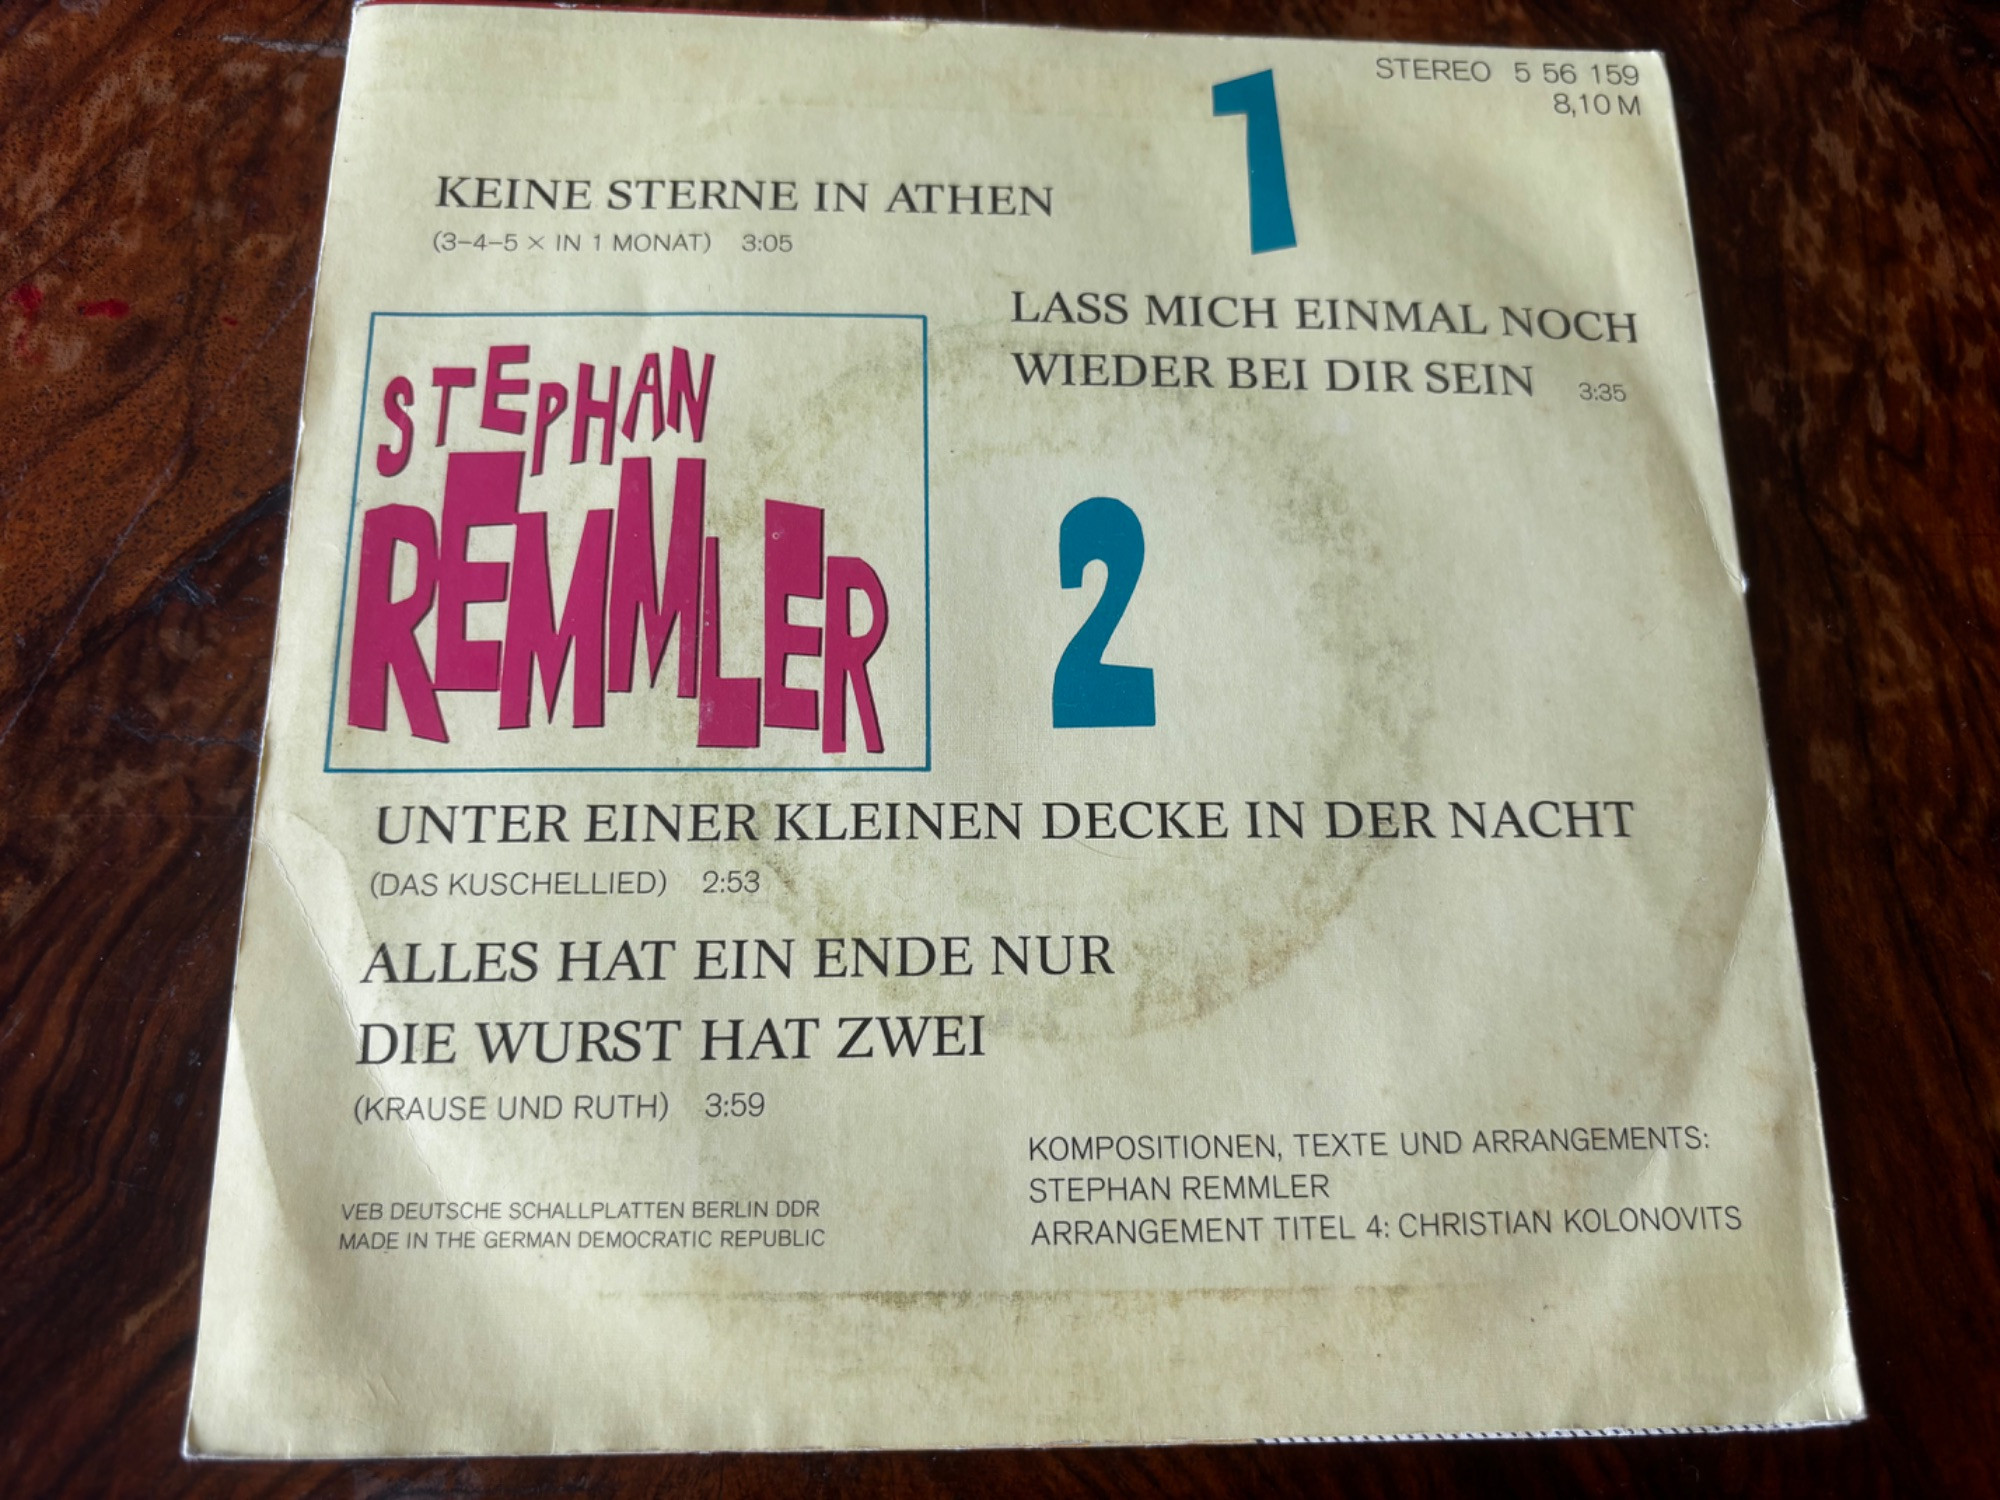 STEREO 5 56 159
8,10 M
1
KEINE STERNE IN ATHEN
(3–4–5 × IN 1 MONAT) 3:05
LASS MICH EINMAL NOCH
WIEDER BEI DIR SEIN 3:35
STEPHAN
REMMLER
2
UNTER EINER KLEINEN DECKE IN DER NACHT
(DAS KUSCHELLIED) 2:53
ALLES HAT EIN ENDE NUR
DIE WURST HAT ZWEI
(KRAUSE UND RUTH) 3:59
VEB DEUTSCHE SCHALLPLATTEN BERLIN DDR
MADE IN THE GERMAN DEMOCRATIC REPUBLIC
KOMPOSITIONEN, TEXTE UND ARRANGEMENTS:
STEPHAN REMMLER
ARRANGEMENT TITEL 4: CHRISTIAN KOLONOVITS